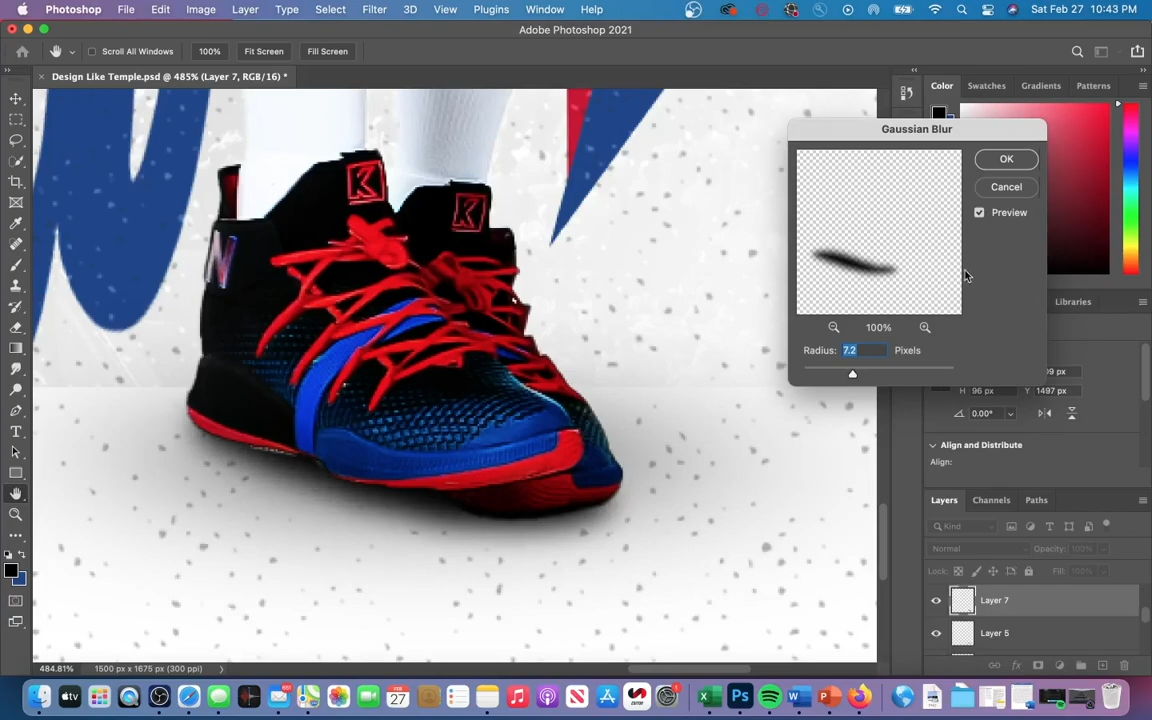 Photoshop File Edit Image Layer Type Select Filter 3D View Plugins Window Help Sat Feb 27 10:43 PM
Adobe Photoshop 2021
Scroll All Windows 100% Fit Screen Fill Screen
Design Like Temple.psd @ 485% (Layer 7, RGB/16) *
Color Swatches Gradients Patterns
Gaussian Blur
OK
Cancel
Preview
100%
Radius: 7.2 Pixels
Libraries
H 96 px Y 1497 px
0.00°
Align and Distribute
Align:
Layers Channels Paths
Kind
Normal Opacity: 100%
Lock: Fill: 100%
Layer 7
Layer 5
K
K
N
484.81% 1500 px x 1675 px (300 ppi)